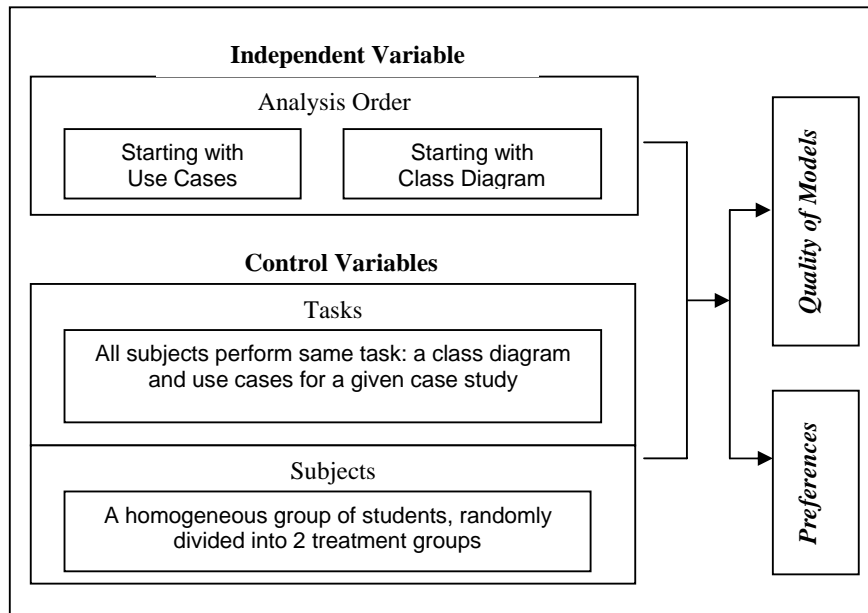 Independent Variable
Analysis Order
Starting with
Use Cases
Starting with
Class Diagram
Control Variables
Tasks
All subjects perform same task: a class diagram
and use cases for a given case study
Subjects
A homogeneous group of students, randomly
divided into 2 treatment groups
Quality of Models
Preferences